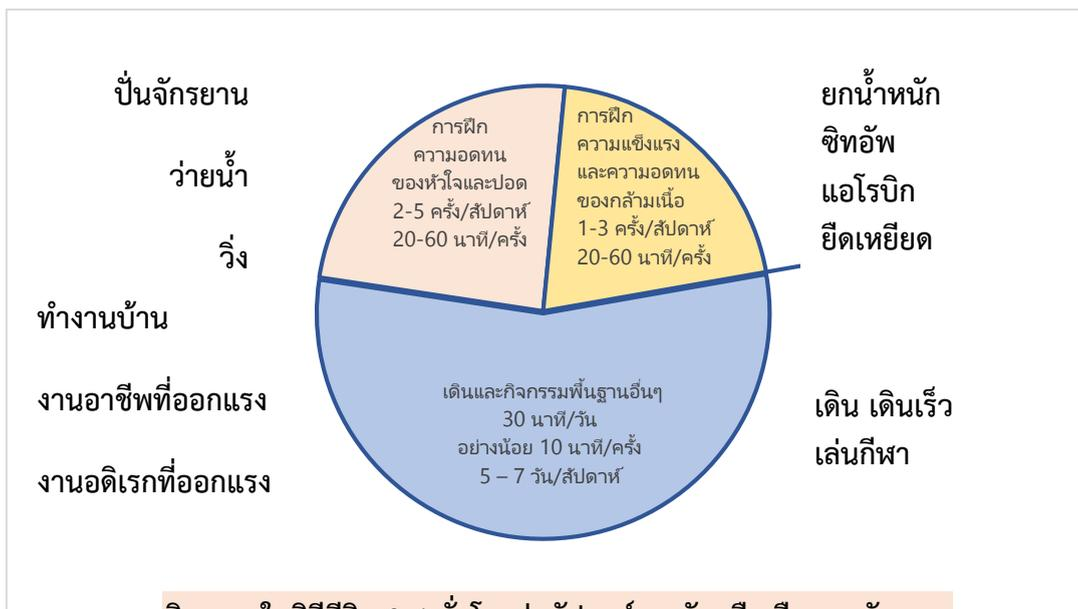 ปั่นจักรยาน
ว่ายน้ำ
วิ่ง
การฝึก
ความอดทน
ของหัวใจและปอด
2-5 ครั้ง/สัปดาห์
20-60 นาที/ครั้ง
การฝึก
ความแข็งแรง
และความอดทน
ของกล้ามเนื้อ
1-3 ครั้ง/สัปดาห์
20-60 นาที/ครั้ง
ยกน้ำหนัก
ซิทอัพ
แอโรบิก
ยืดเหยียด
ทำงานบ้าน
งานอาชีพที่ออกแรง
งานอดิเรกที่ออกแรง
เดินและกิจกรรมพื้นฐานอื่นๆ
30 นาที/วัน
อย่างน้อย 10 นาที/ครั้ง
5 – 7 วัน/สัปดาห์
เดิน เดินเร็ว
เล่นกีฬา